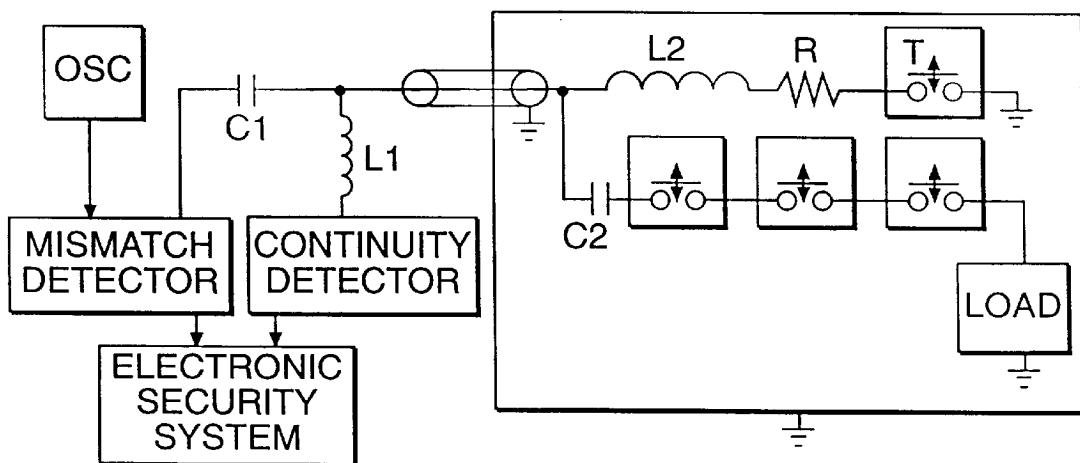 OSC
C1
L1
L2
R
T
C2
MISMATCH
DETECTOR
CONTINUITY
DETECTOR
LOAD
ELECTRONIC
SECURITY
SYSTEM